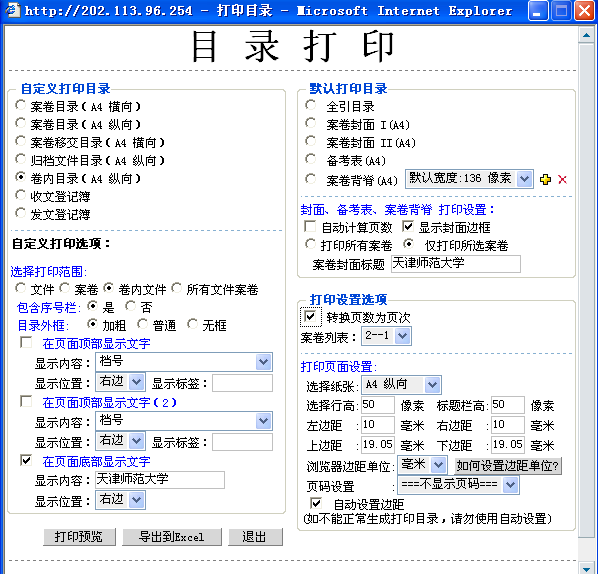 http://202.113.96.254 - 打印目录 - Microsoft Internet Explorer
目 录 打 印
自定义打印目录
案卷目录(A4 横向)
案卷目录(A4 纵向)
案卷移交目录(A4 横向)
归档文件目录(A4 纵向)
卷内目录(A4 纵向)
收文登记簿
发文登记簿
自定义打印选项：
选择打印范围:
文件 案卷 卷内文件 所有文件案卷
包含序号栏: 是 否
目录外框: 加粗 普通 无框
在页面顶部显示文字
显示内容: 档号
显示位置: 右边 显示标签:
在页面顶部显示文字(2)
显示内容: 档号
显示位置: 右边 显示标签:
在页面底部显示文字
显示内容: 天津师范大学
显示位置: 右边
打印预览 导出到Excel 退出
默认打印目录
全引目录
案卷封面 I(A4)
案卷封面 II(A4)
备考表(A4)
案卷背脊(A4) 默认宽度:136 像素
封面、备考表、案卷背脊 打印设置:
自动计算页数 显示封面边框
打印所有案卷 仅打印所选案卷
案卷封面标题 天津师范大学
打印设置选项
转换页数为页次
案卷列表: 2--1
打印页面设置:
选择纸张: A4 纵向
选择行高: 50 像素 标题栏高: 50 像素
左边距 : 10 毫米 右边距 : 10 毫米
上边距 : 19.05 毫米 下边距 : 19.05 毫米
浏览器边距单位: 毫米 如何设置边距单位?
页码设置 : ===不显示页码===
自动设置边距
(如不能正常生成打印目录,请勿使用自动设置)